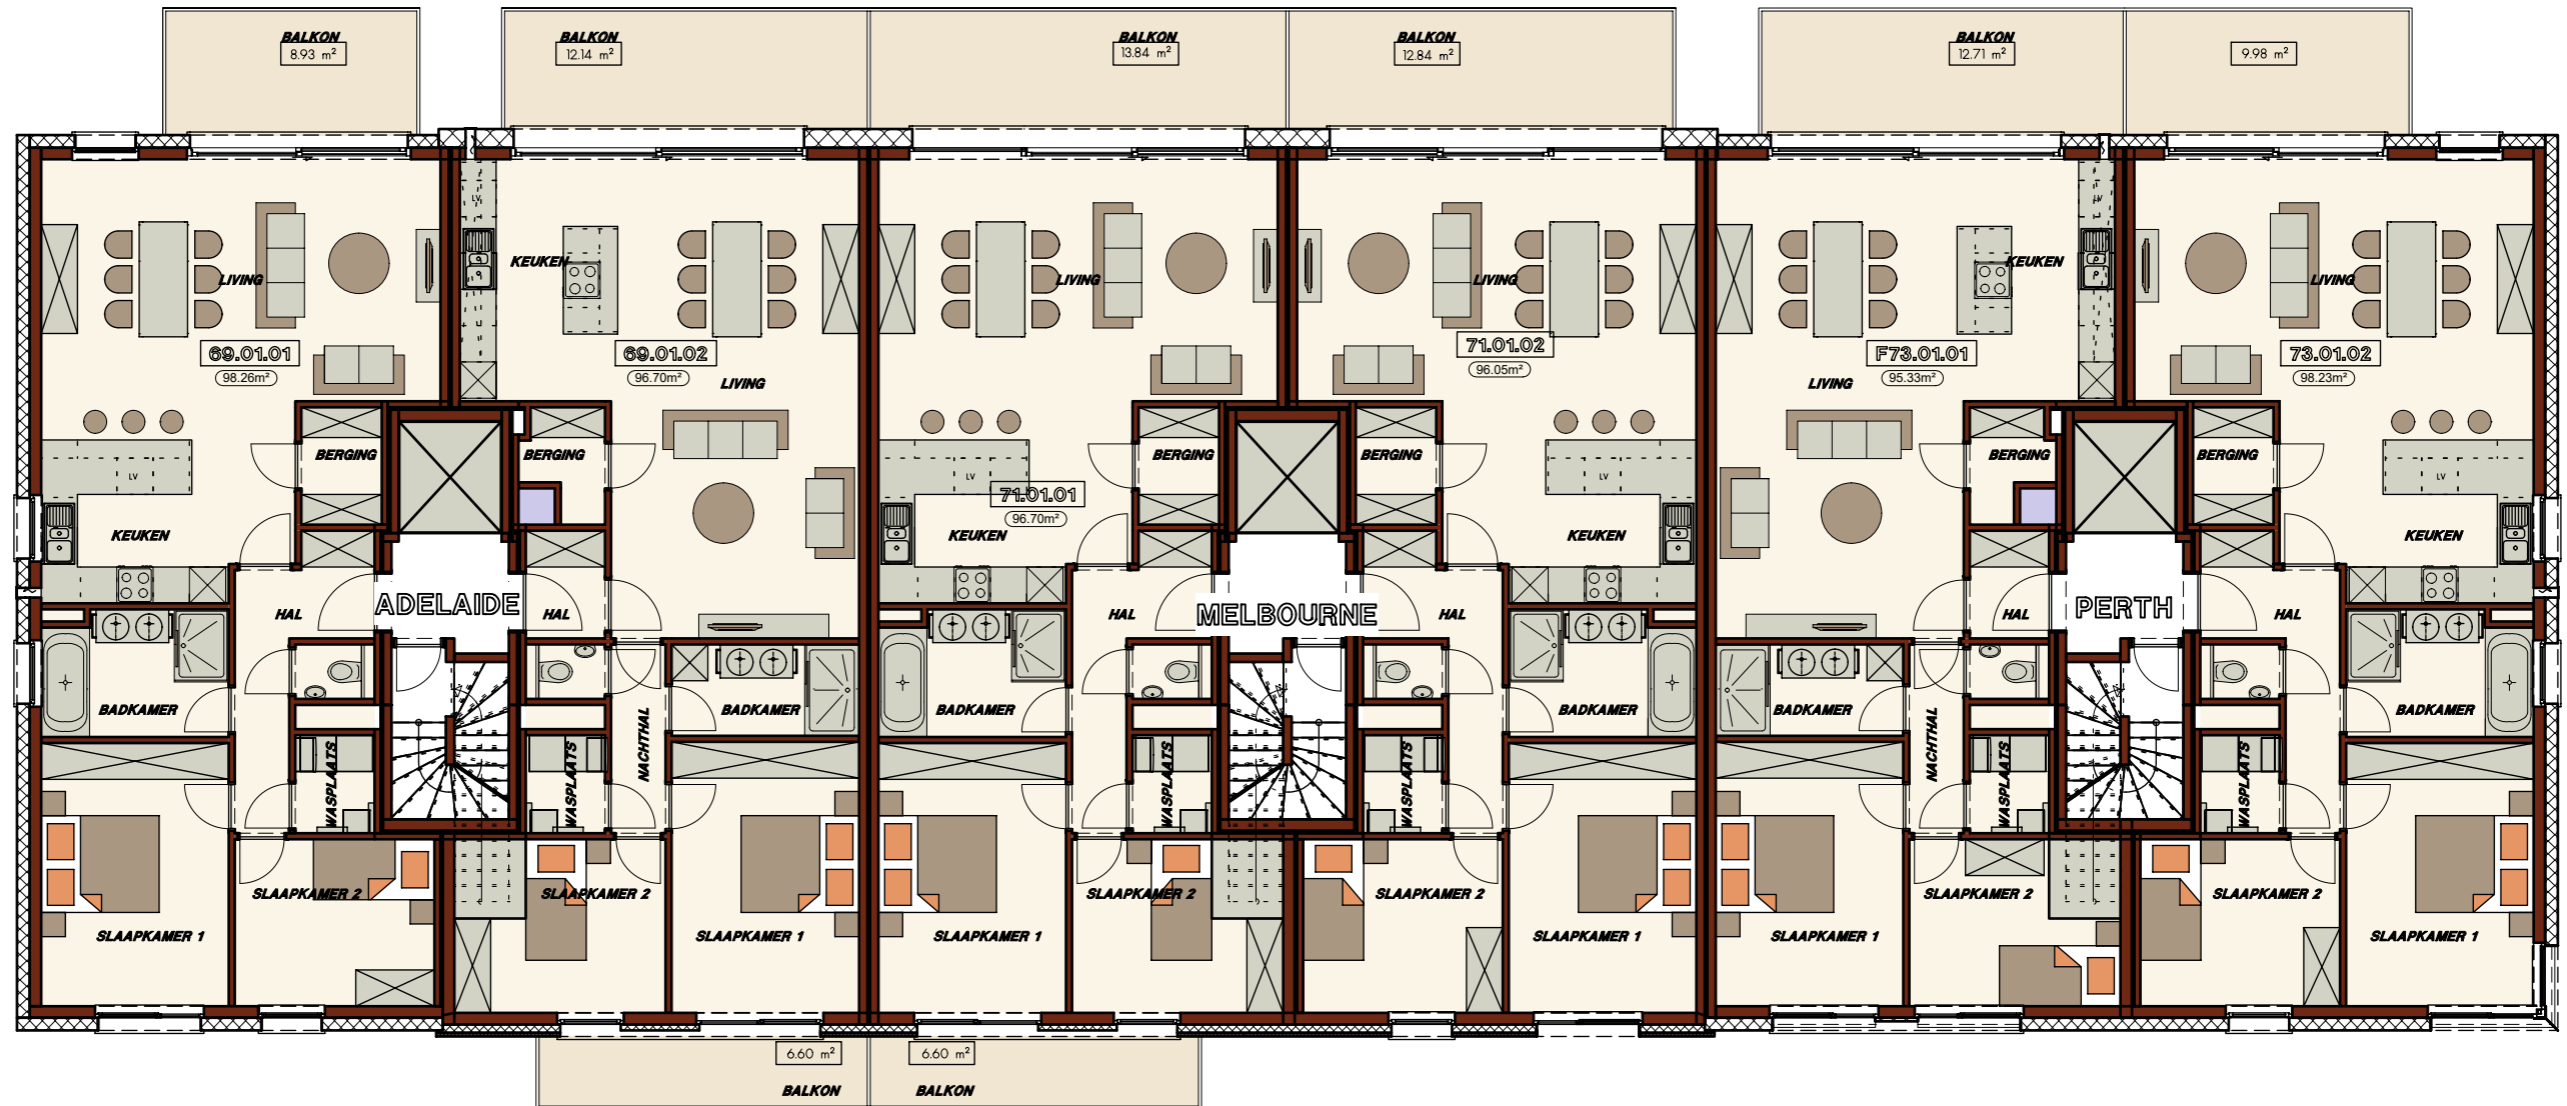 BALKON
8.93 m²
BALKON
12.14 m²
BALKON
13.84 m²
BALKON
12.84 m²
BALKON
12.71 m²
9.98 m²
LV
LV
KEUKEN
KEUKEN
LIVING
LIVING
LIVING
LIVING
69.01.01
98.26m²
69.01.02
96.70m²
71.01.02
96.05m²
F73.01.01
95.33m²
73.01.02
98.23m²
LIVING
LIVING
BERGING
BERGING
BERGING
BERGING
BERGING
BERGING
LV
LV
LV
LV
71.01.01
96.70m²
KEUKEN
KEUKEN
KEUKEN
KEUKEN
HAL
ADELAIDE
HAL
HAL
MELBOURNE
HAL
HAL
PERTH
HAL
BADKAMER
BADKAMER
BADKAMER
BADKAMER
BADKAMER
BADKAMER
NACHTHAL
NACHTHAL
WASPLAATS
WASPLAATS
WASPLAATS
WASPLAATS
WASPLAATS
WASPLAATS
SLAAPKAMER 2
SLAAPKAMER 2
SLAAPKAMER 2
SLAAPKAMER 2
SLAAPKAMER 2
SLAAPKAMER 2
SLAAPKAMER 1
SLAAPKAMER 1
SLAAPKAMER 1
SLAAPKAMER 1
SLAAPKAMER 1
SLAAPKAMER 1
6.60 m²
6.60 m²
BALKON
BALKON